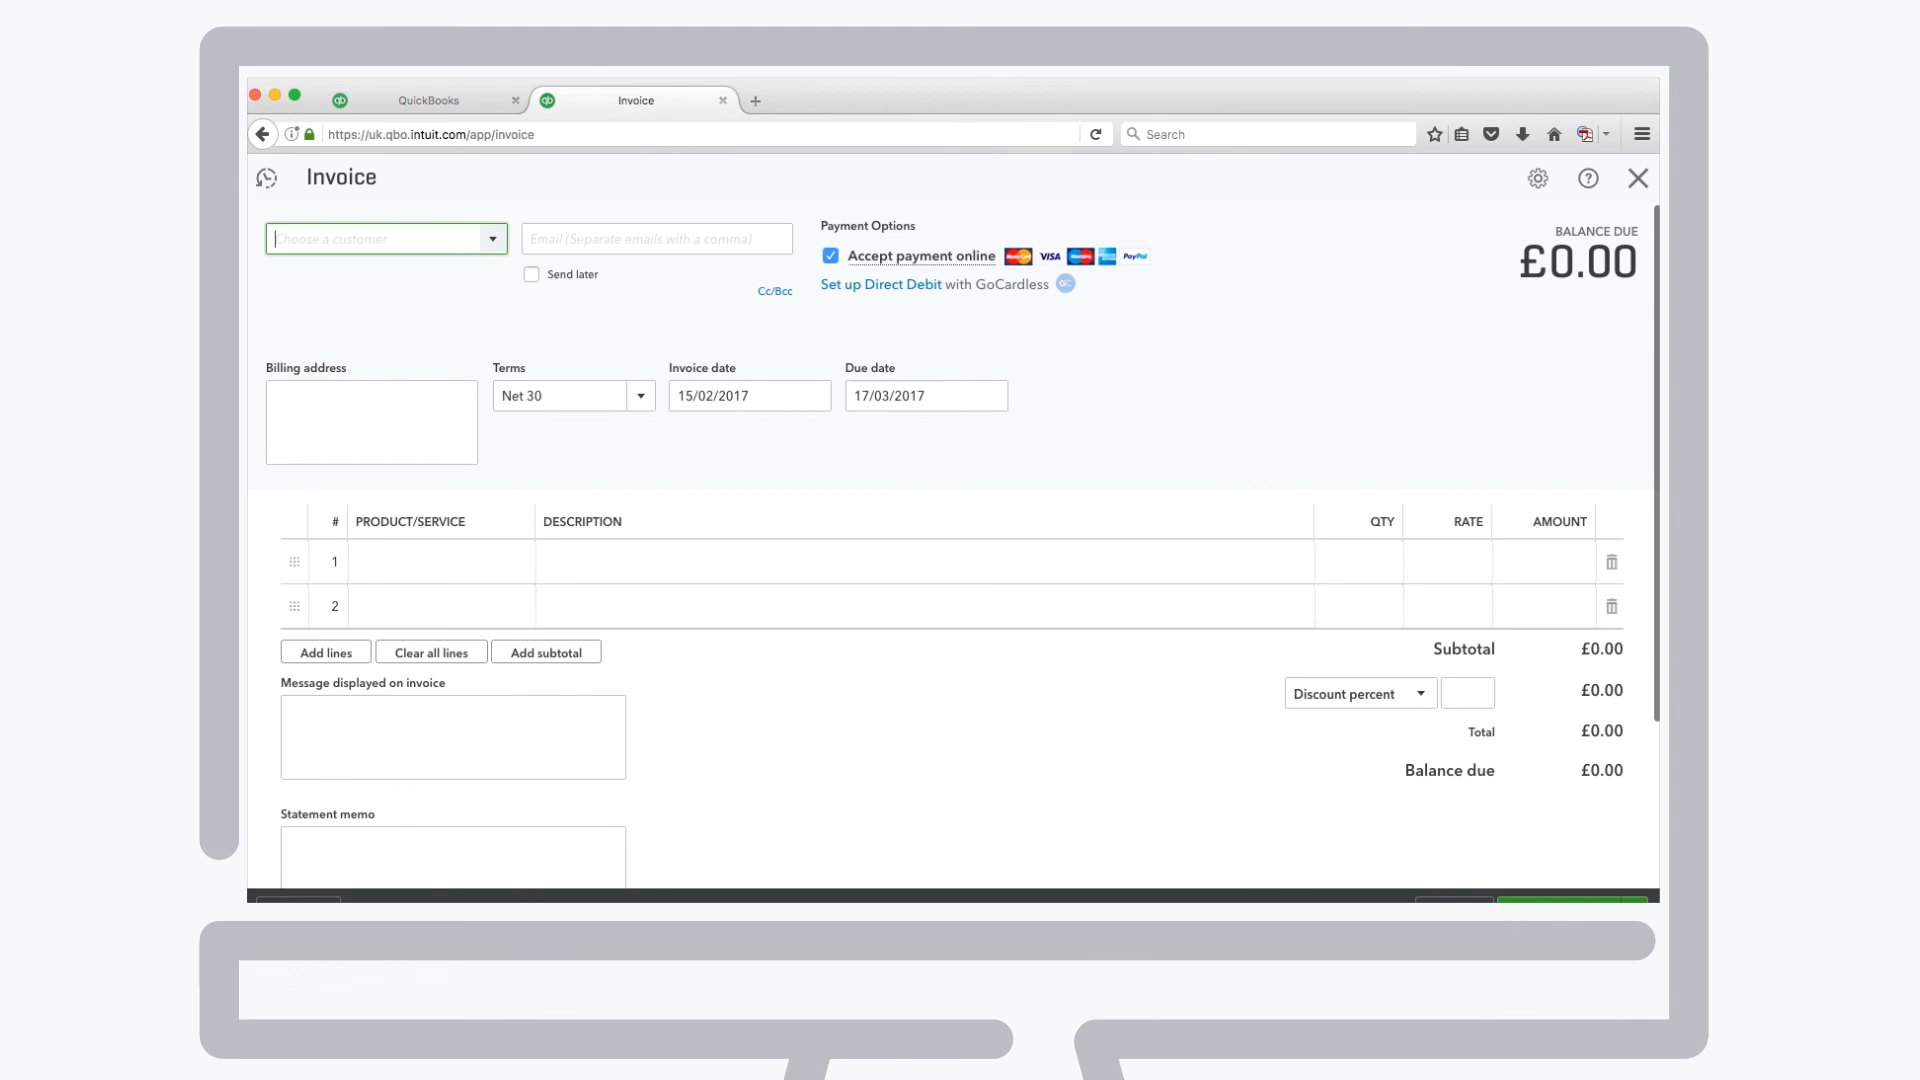 QuickBooks
Invoice
https://uk.qbo.intuit.com/app/invoice
Search
Invoice
Choose a customer
Email (Separate emails with a comma)
Send later
Cc/Bcc
Payment Options
Accept payment online
MasterCard VISA Maestro PayPal
Set up Direct Debit with GoCardless GC
BALANCE DUE
£0.00
Billing address
Terms
Net 30
Invoice date
15/02/2017
Due date
17/03/2017
# PRODUCT/SERVICE DESCRIPTION QTY RATE AMOUNT
1
2
Add lines Clear all lines Add subtotal
Subtotal £0.00
Message displayed on invoice
Discount percent £0.00
Total £0.00
Balance due £0.00
Statement memo